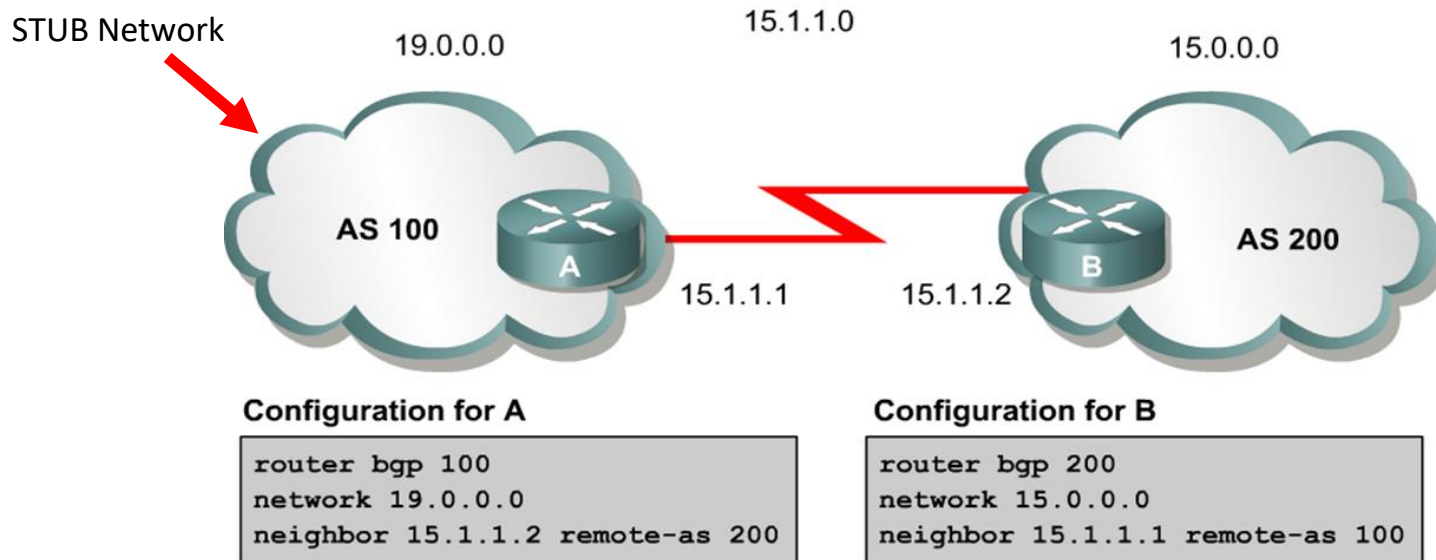 STUB Network
15.1.1.0
19.0.0.0
15.0.0.0
AS 100
A
B
AS 200
15.1.1.1
15.1.1.2
Configuration for A
router bgp 100
network 19.0.0.0
neighbor 15.1.1.2 remote-as 200
Configuration for B
router bgp 200
network 15.0.0.0
neighbor 15.1.1.1 remote-as 100